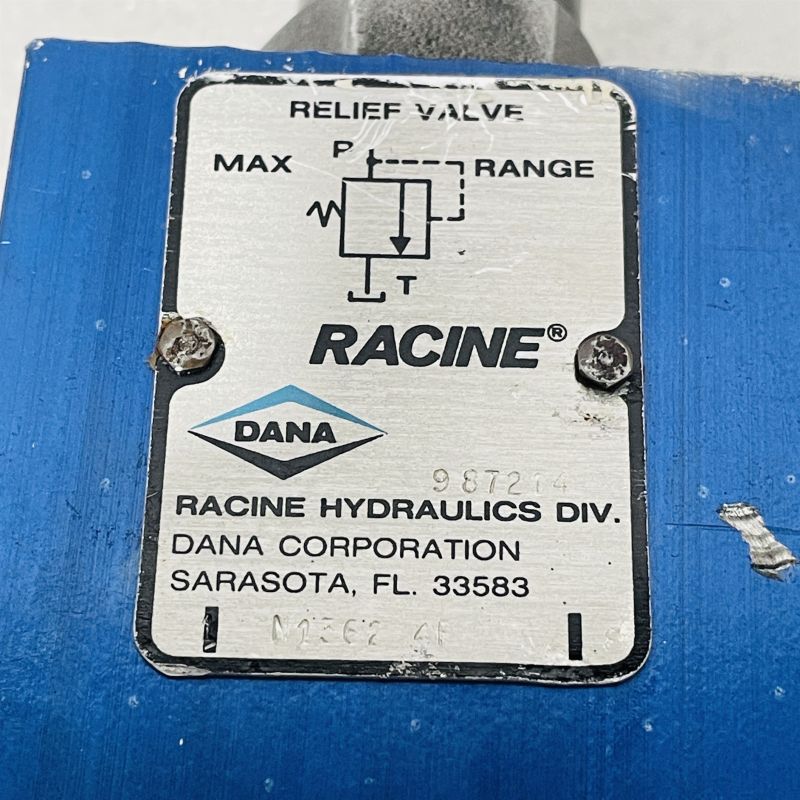 RELIEF VALVE
MAX P RANGE
T
RACINE®
DANA
987214
RACINE HYDRAULICS DIV.
DANA CORPORATION
SARASOTA, FL. 33583